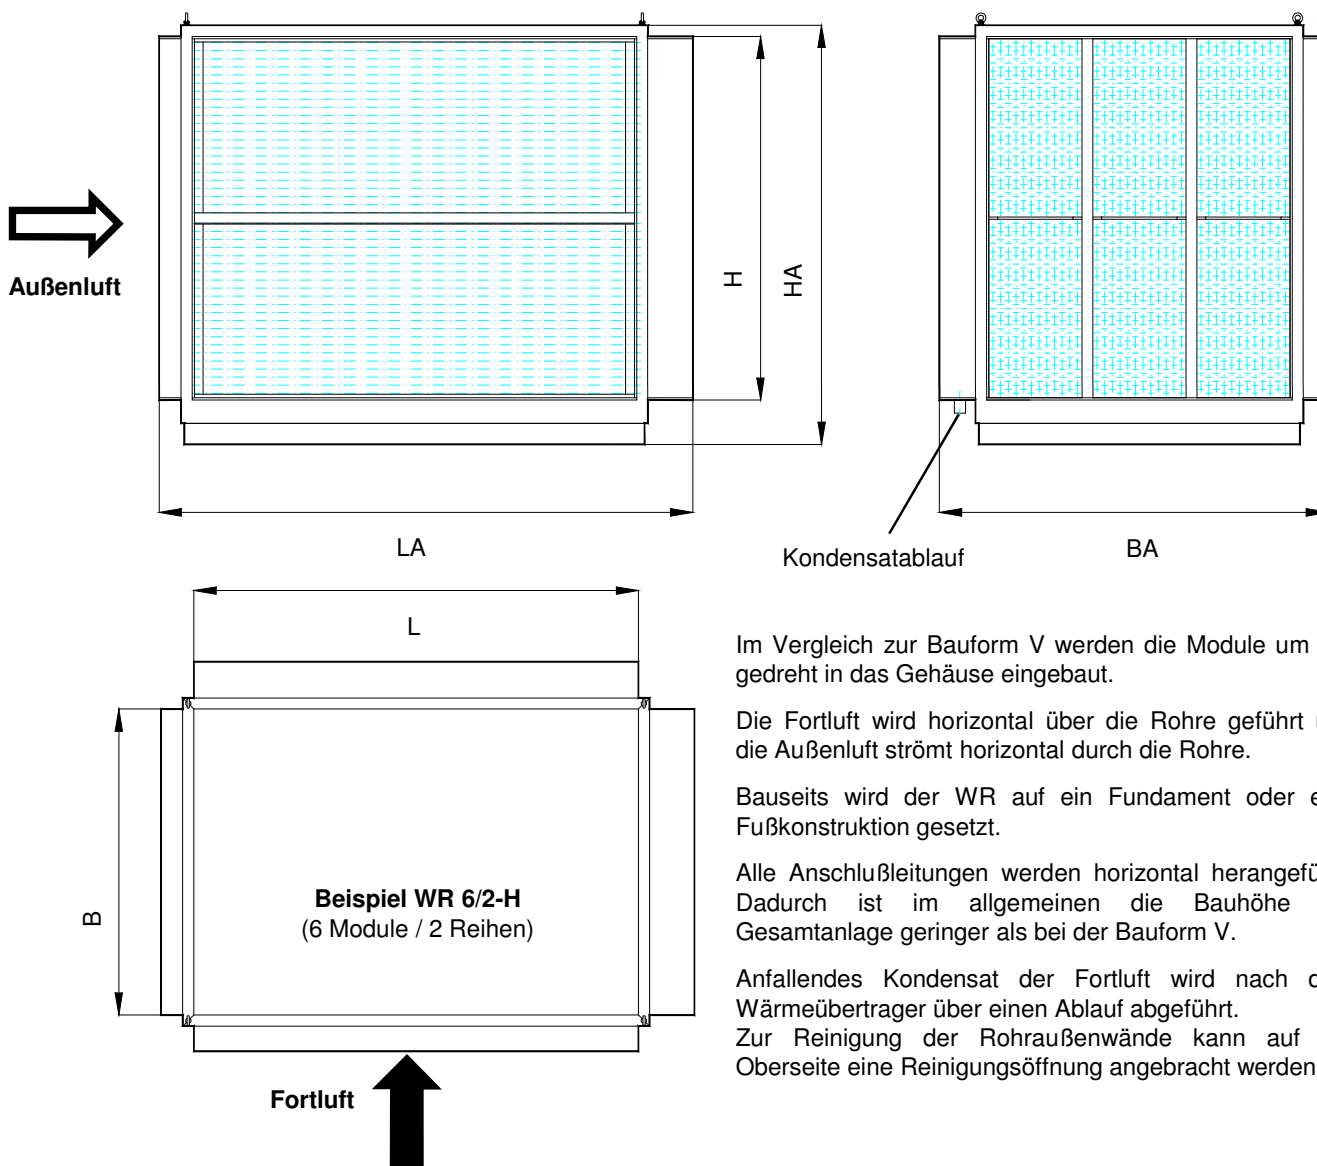 Außenluft
H
HA
LA
Kondensatablauf
BA
L
B
Beispiel WR 6/2-H
(6 Module / 2 Reihen)
Fortluft
Im Vergleich zur Bauform V werden die Module um
gedreht in das Gehäuse eingebaut.
Die Fortluft wird horizontal über die Rohre geführt
die Außenluft strömt horizontal durch die Rohre.
Bauseits wird der WR auf ein Fundament oder
Fußkonstruktion gesetzt.
Alle Anschlußleitungen werden horizontal
Dadurch ist im allgemeinen die Bauhöhe
Gesamtanlage geringer als bei der Bauform V.
Anfallendes Kondensat der Fortluft wird nach
Wärmeübertrager über einen Ablauf abgeführt.
Zur Reinigung der Rohraußenwände kann auf
Oberseite eine Reinigungsöffnung angebracht werden